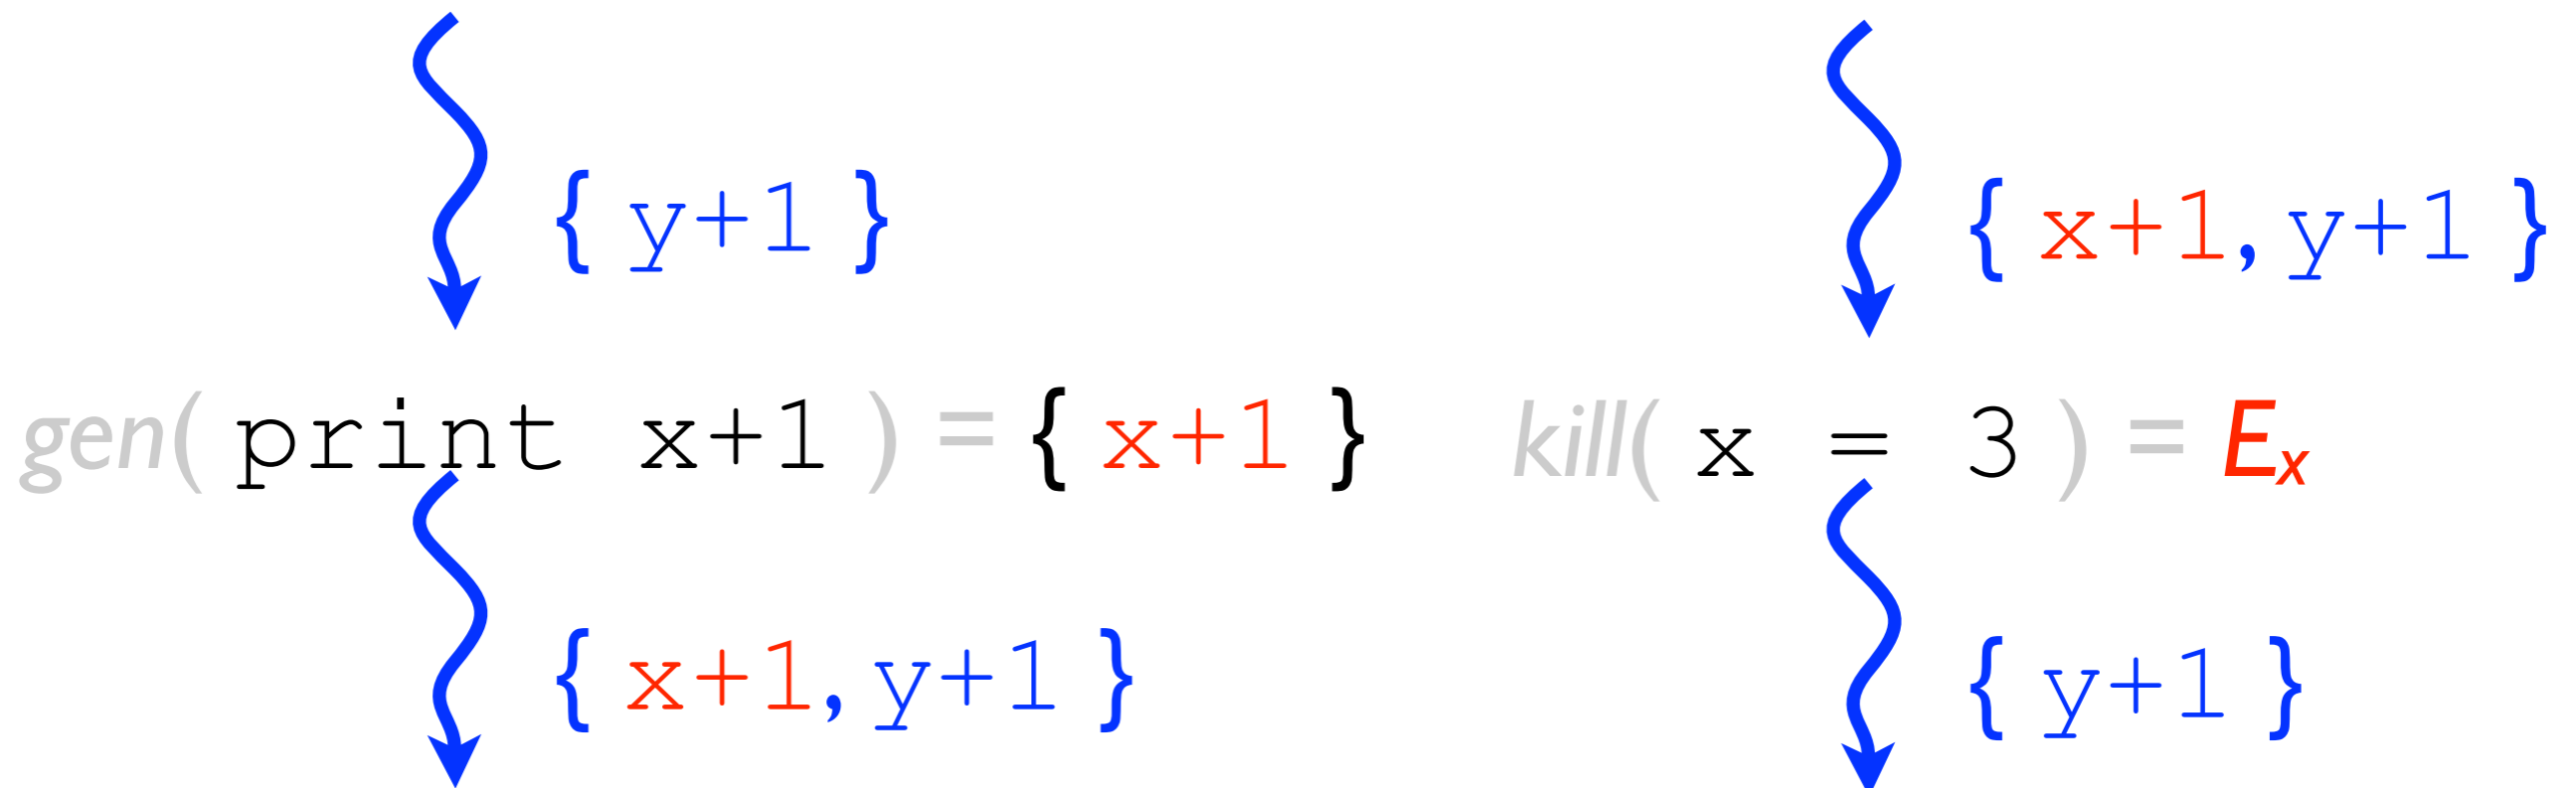 { y+1 } { x+1, y+1 }
gen( print x+1 ) = { x+1 } kill( x = 3 ) = Ex
{ x+1, y+1 } { y+1 }